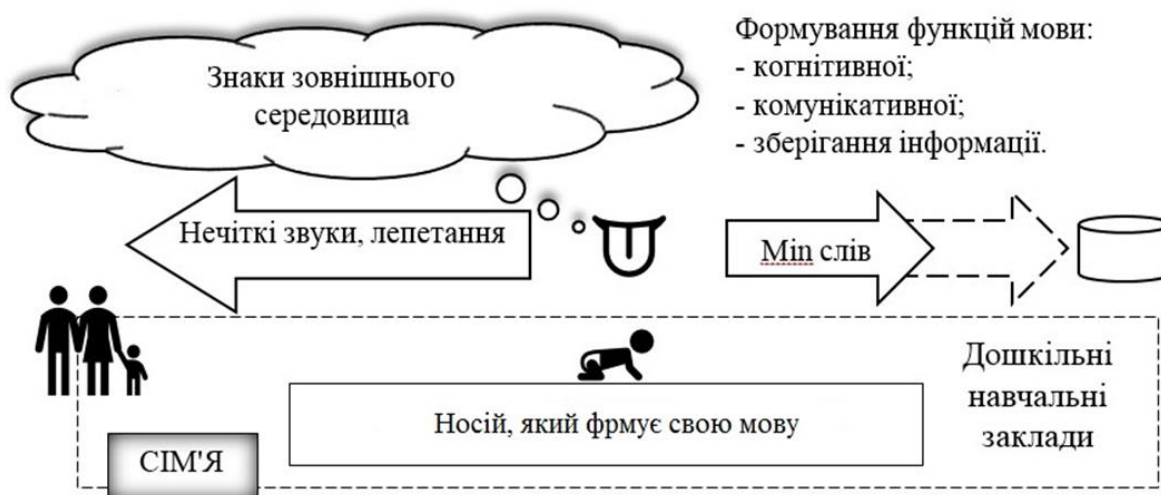 Знаки зовнішнього
середовища
Формування функцій мови:
- когнітивної;
- комунікативної;
- зберігання інформації.
Нечіткі звуки, лепетання
Min слів
Дошкільні
навчальні
заклади
Носій, який фрмує свою мову
СІМ'Я